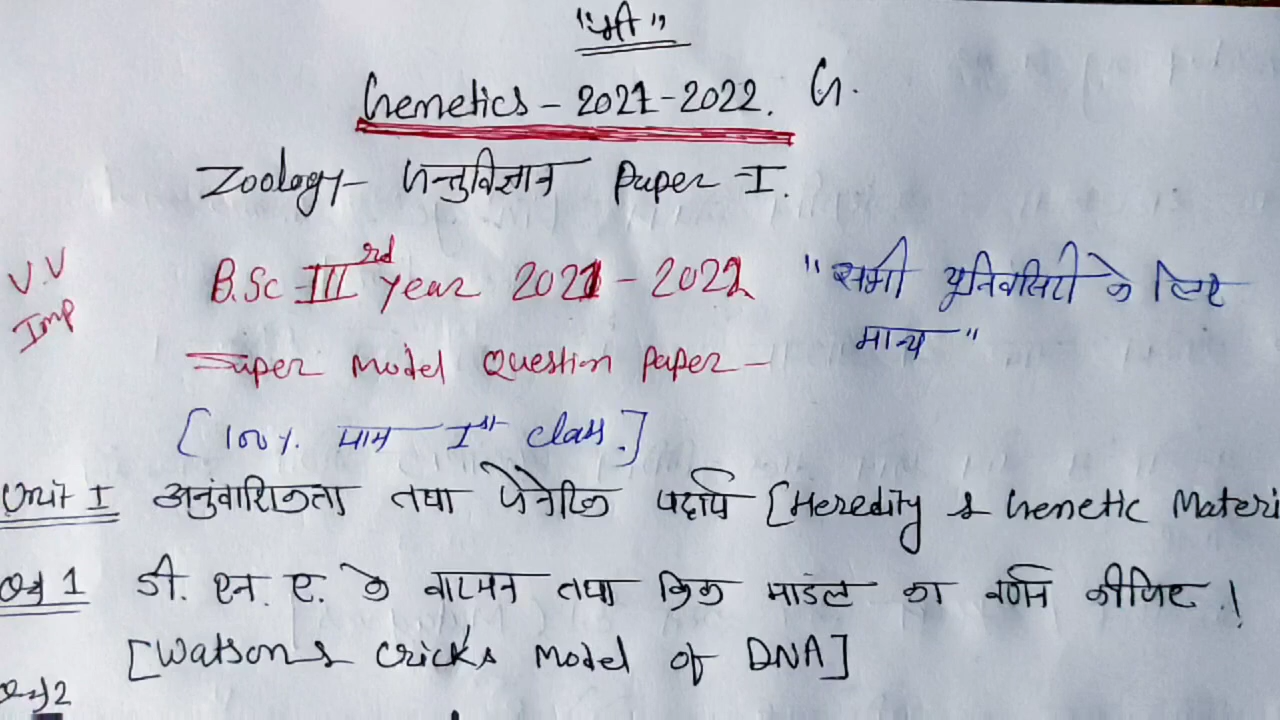 "श्री"
Genetics - 2021-2022. G.
Zoology- जन्तुविज्ञान Paper -I.
V.V
Imp
B.Sc III rd year 2021 - 2022 "सभी यूनिवर्सिटी के लिए
मान्य"
Super Model Question Paper -
[100% पास Ist class.]
Unit I अनुवांशिकता तथा जेनेटिक पदार्थ [Heredity & Genetic Materi
Q.1 डी. एन. ए. के वाटसन तथा क्रिक माडल का वर्णन कीजिए !
[Watson & Crick's Model of DNA]